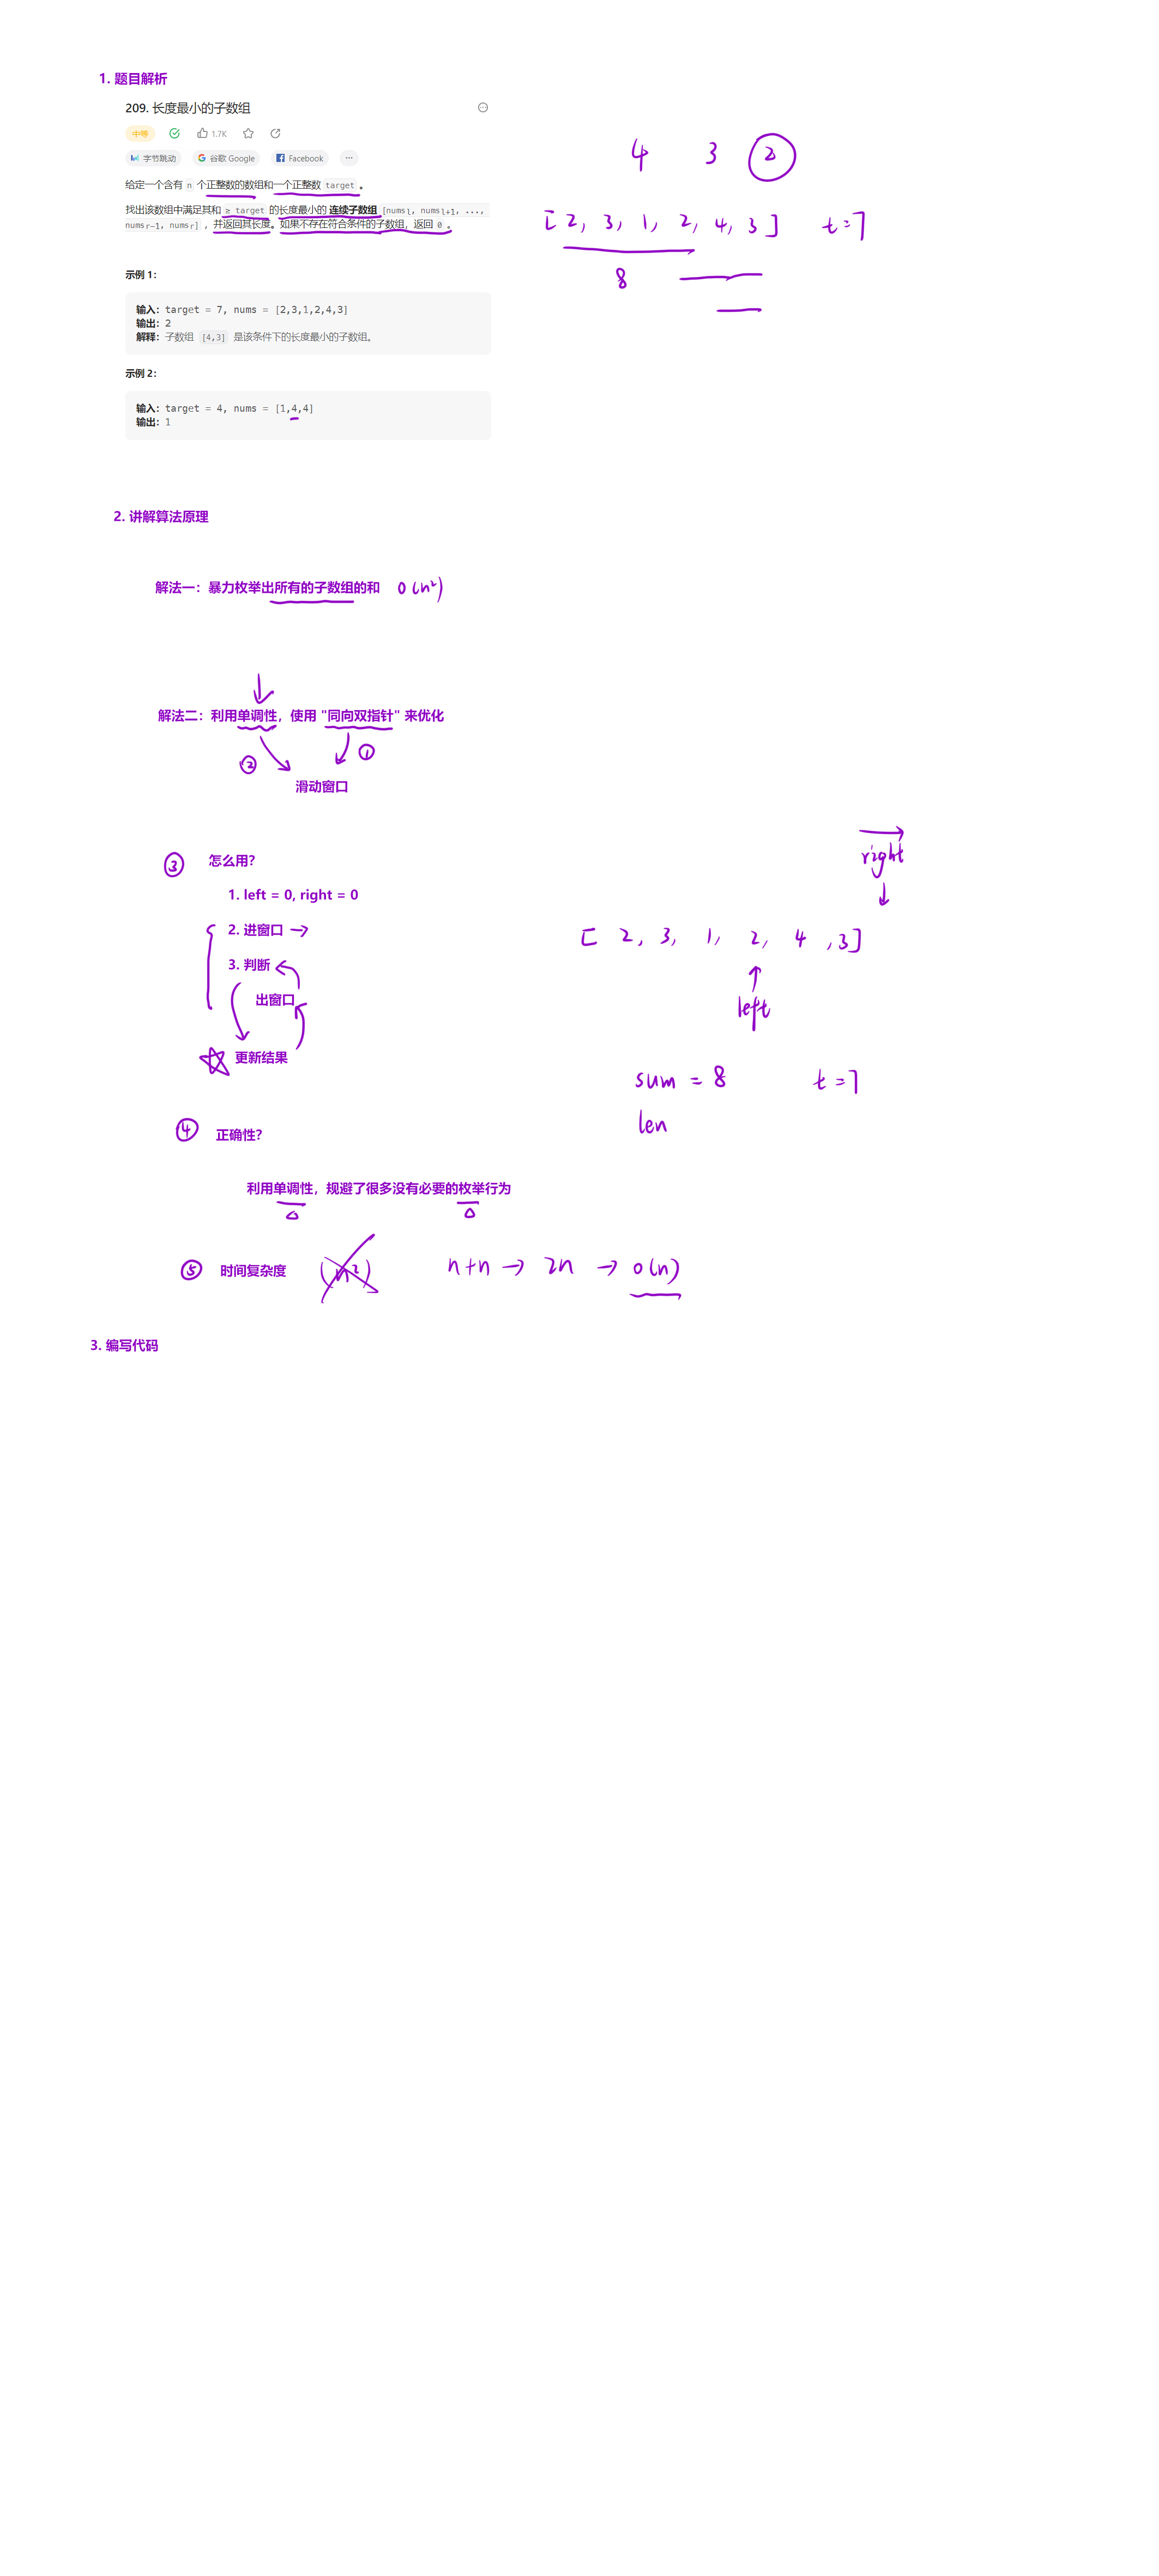 1. 题目解析
209. 长度最小的子数组
中等 1.7K
字节跳动 谷歌 Google Facebook ...
给定一个含有 n 个正整数的数组和一个正整数 target 。
找出该数组中满足其和 ≥ target 的长度最小的 连续子数组 [numsl, numsl+1, ...,
numsr-1, numsr] ，并返回其长度。如果不存在符合条件的子数组，返回 0 。
示例 1：
输入：target = 7, nums = [2,3,1,2,4,3]
输出：2
解释：子数组 [4,3] 是该条件下的长度最小的子数组。
示例 2：
输入：target = 4, nums = [1,4,4]
输出：1
4 3 2
[2, 3, 1, 2, 4, 3] t=7
8
2. 讲解算法原理
解法一：暴力枚举出所有的子数组的和 O(n²)
解法二：利用单调性，使用 "同向双指针" 来优化
② ①
滑动窗口
③ 怎么用？
1. left = 0, right = 0
2. 进窗口 →
3. 判断
出窗口
更新结果
right
[2, 3, 1, 2, 4, 3]
left
sum = 8 t=7
len
④ 正确性？
利用单调性，规避了很多没有必要的枚举行为
⑤ 时间复杂度 (n²) n+n → 2n → O(n)
3. 编写代码